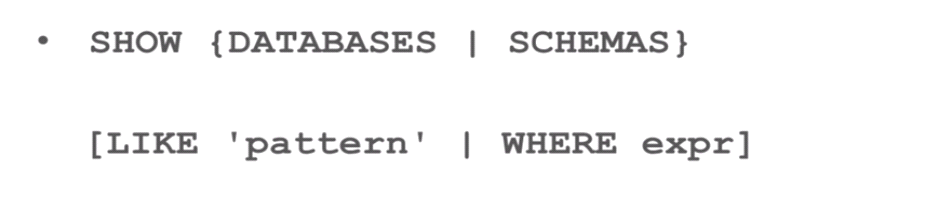 • SHOW {DATABASES | SCHEMAS}
[LIKE 'pattern' | WHERE expr]